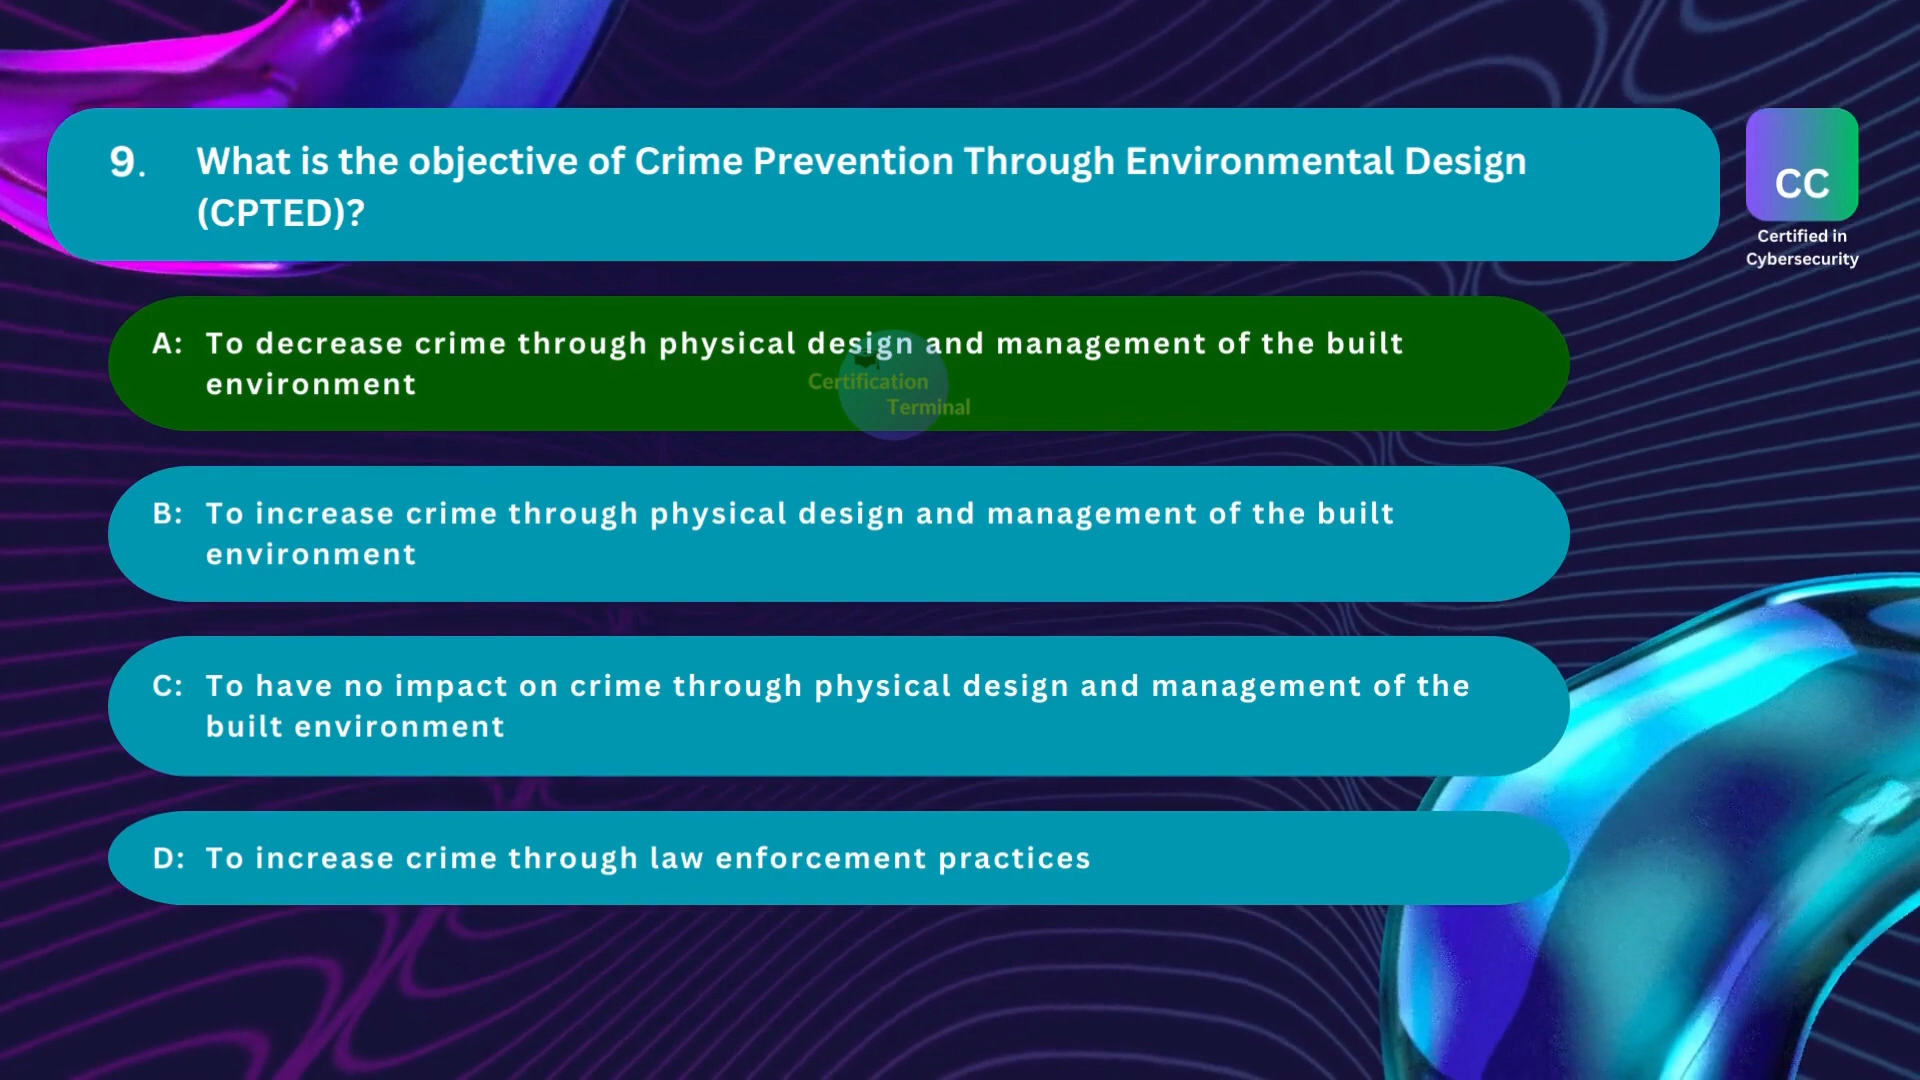 9. What is the objective of Crime Prevention Through Environmental Design
(CPTED)?
CC
Certified in
Cybersecurity
A: To decrease crime through physical design and management of the built
environment
Certification
Terminal
B: To increase crime through physical design and management of the built
environment
C: To have no impact on crime through physical design and management of the
built environment
D: To increase crime through law enforcement practices